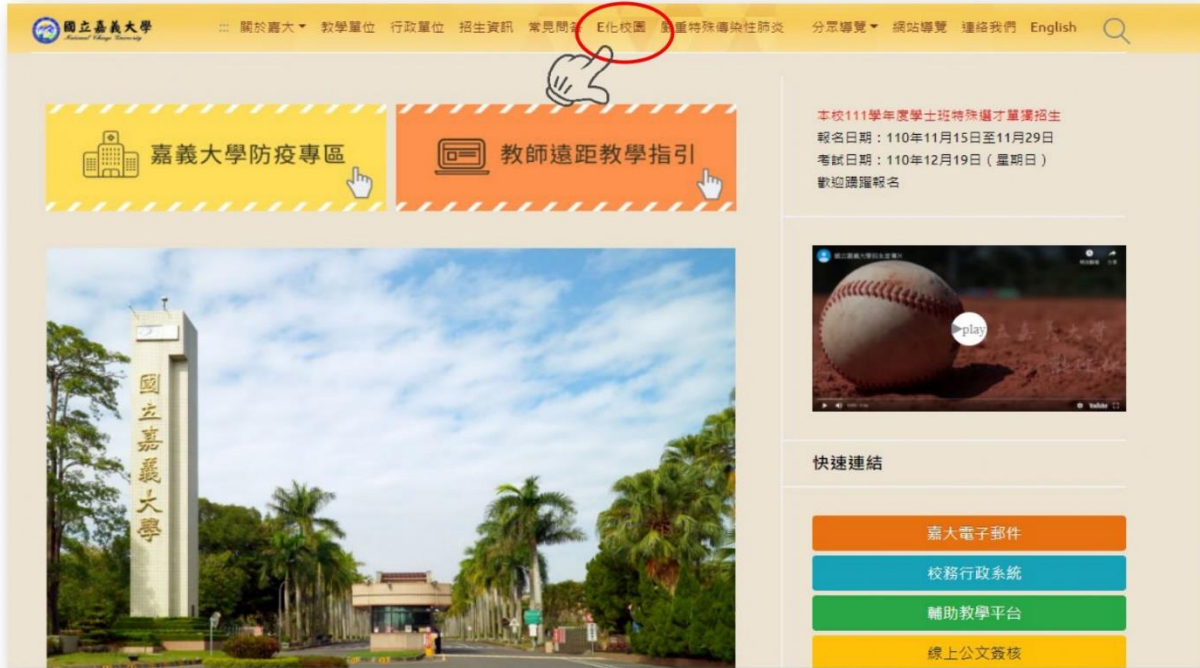 國立嘉義大學
National Chiayi University
::: 關於嘉大 教學單位 行政單位 招生資訊 常見問答 E化校園 嚴重特殊傳染性肺炎 分眾導覽 網站導覽 連絡我們 English
嘉義大學防疫專區
教師遠距教學指引
本校111學年度學士班特殊選才單獨招生
報名日期：110年11月15日至11月29日
考試日期：110年12月19日（星期日）
歡迎踴躍報名
國立嘉義大學
play
YouTube
快速連結
嘉大電子郵件
校務行政系統
輔助教學平台
線上公文簽核